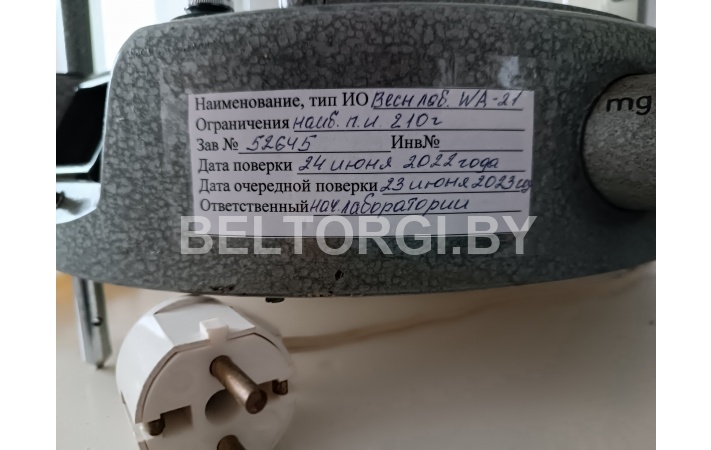 Наименование, тип ИО Весы лаб. WA-21
Ограничения наиб. п.и. 210г
Зав № 52645 Инв№
Дата поверки 24 июня 2022 года
Дата очередной поверки 23 июня 2023 год
Ответственный нач лаборатории
mg
BELTORGI.BY